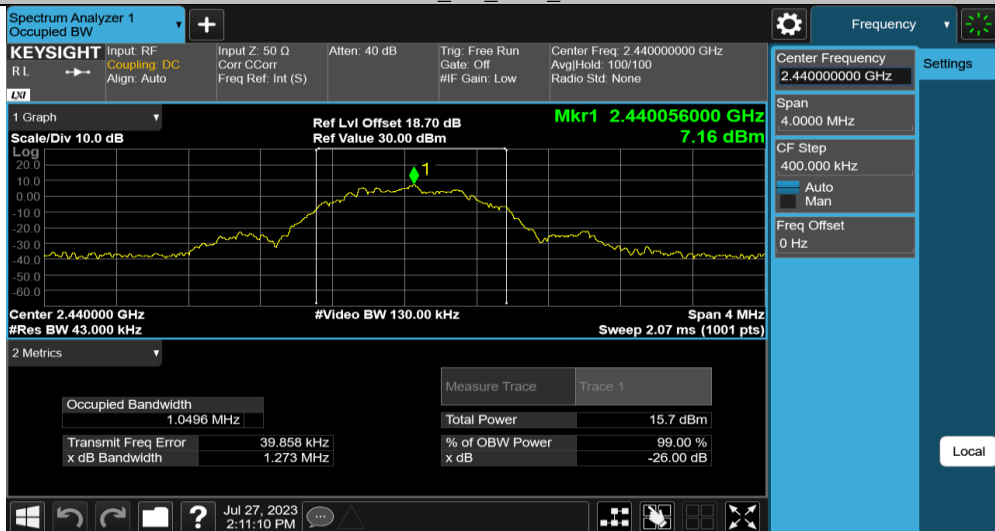 Spectrum Analyzer 1
Occupied BW
+
Frequency
KEYSIGHT
R L
LXI
Input: RF
Coupling: DC
Align: Auto
Input Z: 50 Ω
Corr CCorr
Freq Ref: Int (S)
Atten: 40 dB
Trig: Free Run
Gate: Off
#IF Gain: Low
Center Freq: 2.440000000 GHz
Avg|Hold: 100/100
Radio Std: None
Center Frequency
2.440000000 GHz
Settings
Span
4.0000 MHz
CF Step
400.000 kHz
Auto
Man
Freq Offset
0 Hz
1 Graph
Scale/Div 10.0 dB
Ref Lvl Offset 18.70 dB
Ref Value 30.00 dBm
Mkr1 2.440056000 GHz
7.16 dBm
Log
20.0
10.0
0.00
-10.0
-20.0
-30.0
-40.0
-50.0
-60.0
1
Center 2.440000 GHz
#Res BW 43.000 kHz
#Video BW 130.00 kHz
Span 4 MHz
Sweep 2.07 ms (1001 pts)
2 Metrics
Measure Trace Trace 1
Occupied Bandwidth
1.0496 MHz
Total Power 15.7 dBm
Transmit Freq Error 39.858 kHz
% of OBW Power 99.00 %
x dB Bandwidth 1.273 MHz
x dB -26.00 dB
Local
?
Jul 27, 2023
2:11:10 PM